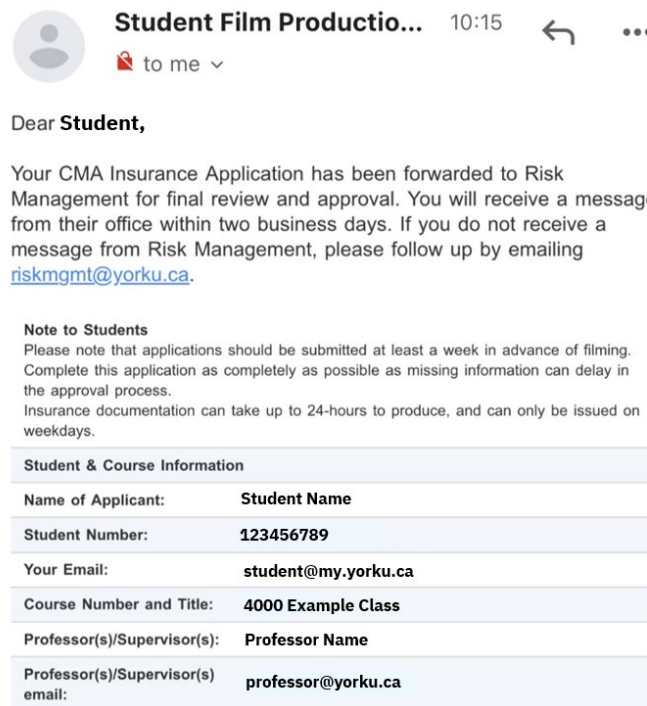 Student Film Productio... 10:15
to me
Dear Student,
Your CMA Insurance Application has been forwarded to Risk
Management for final review and approval. You will receive a messag
from their office within two business days. If you do not receive a
message from Risk Management, please follow up by emailing
riskmgmt@yorku.ca.
Note to Students
Please note that applications should be submitted at least a week in advance of filming.
Complete this application as completely as possible as missing information can delay in
the approval process.
Insurance documentation can take up to 24-hours to produce, and can only be issued on
weekdays.
Student & Course Information
Name of Applicant: Student Name
Student Number: 123456789
Your Email: student@my.yorku.ca
Course Number and Title: 4000 Example Class
Professor(s)/Supervisor(s): Professor Name
Professor(s)/Supervisor(s)
email: professor@yorku.ca